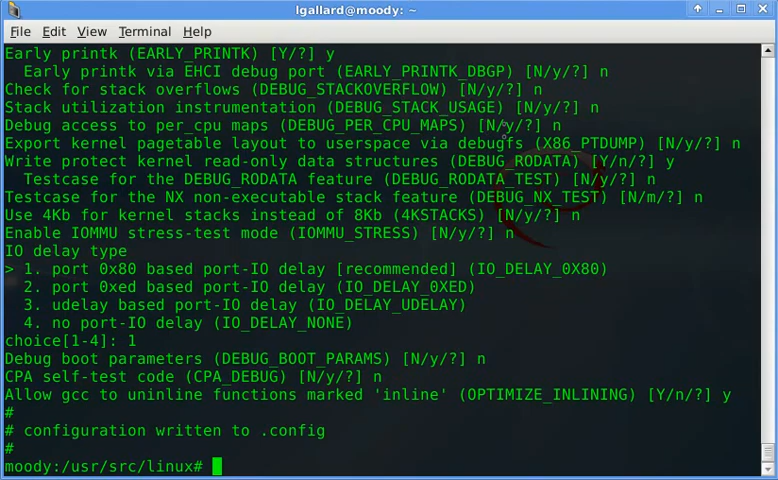 lgallard@moody: ~
File Edit View Terminal Help
Early printk (EARLY_PRINTK) [Y/?] y
Early printk via EHCI debug port (EARLY_PRINTK_DBGP) [N/y/?] n
Check for stack overflows (DEBUG_STACKOVERFLOW) [N/y/?] n
Stack utilization instrumentation (DEBUG_STACK_USAGE) [N/y/?] n
Debug access to per_cpu maps (DEBUG_PER_CPU_MAPS) [N/y/?] n
Export kernel pagetable layout to userspace via debugfs (X86_PTDUMP) [N/y/?] n
Write protect kernel read-only data structures (DEBUG_RODATA) [Y/n/?] y
Testcase for the DEBUG_RODATA feature (DEBUG_RODATA_TEST) [N/y/?] n
Testcase for the NX non-executable stack feature (DEBUG_NX_TEST) [N/m/?] n
Use 4Kb for kernel stacks instead of 8Kb (4KSTACKS) [N/y/?] n
Enable IOMMU stress-test mode (IOMMU_STRESS) [N/y/?] n
IO delay type
> 1. port 0x80 based port-IO delay [recommended] (IO_DELAY_0X80)
2. port 0xed based port-IO delay (IO_DELAY_0XED)
3. udelay based port-IO delay (IO_DELAY_UDELAY)
4. no port-IO delay (IO_DELAY_NONE)
choice[1-4]: 1
Debug boot parameters (DEBUG_BOOT_PARAMS) [N/y/?] n
CPA self-test code (CPA_DEBUG) [N/y/?] n
Allow gcc to uninline functions marked 'inline' (OPTIMIZE_INLINING) [Y/n/?] y
#
# configuration written to .config
#
moody:/usr/src/linux#